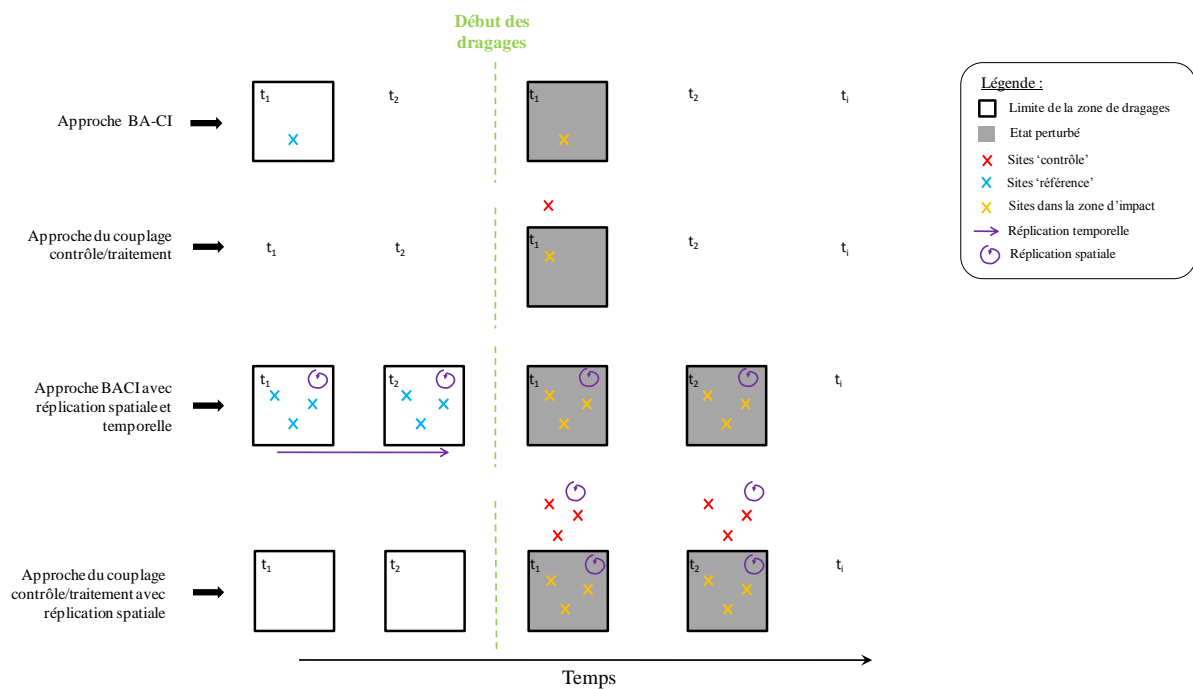 Début des
dragages
t1
t2
t1
t2
ti
Approche BA-CI
Légende :
Limite de la zone de dragages
Etat perturbé
Sites ‘contrôle’
Sites ‘référence’
Sites dans la zone d’impact
Réplication temporelle
Réplication spatiale
Approche du couplage
contrôle/traitement
t1
t2
t1
t2
ti
Approche BACI avec
réplication spatiale et
temporelle
t1
t2
t1
t2
ti
Approche du couplage
contrôle/traitement avec
réplication spatiale
t1
t2
t1
t2
ti
Temps